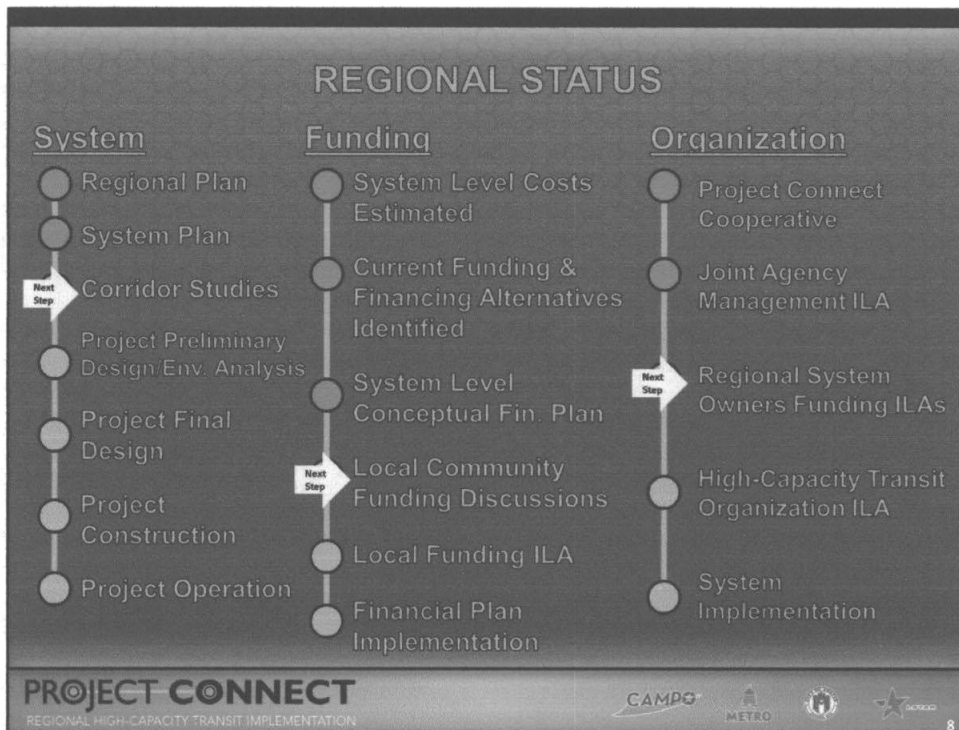 REGIONAL STATUS
System
Regional Plan
System Plan
Next
Step
Corridor Studies
Project Preliminary
Design/Env. Analysis
Project Final
Design
Project
Construction
Project Operation
Funding
System Level Costs
Estimated
Current Funding &
Financing Alternatives
Identified
System Level
Conceptual Fin. Plan
Next
Step
Local Community
Funding Discussions
Local Funding ILA
Financial Plan
Implementation
Organization
Project Connect
Cooperative
Joint Agency
Management ILA
Next
Step
Regional System
Owners Funding ILAs
High-Capacity Transit
Organization ILA
System
Implementation
PROJECT CONNECT
REGIONAL HIGH-CAPACITY TRANSIT IMPLEMENTATION
CAMPO
METRO
8